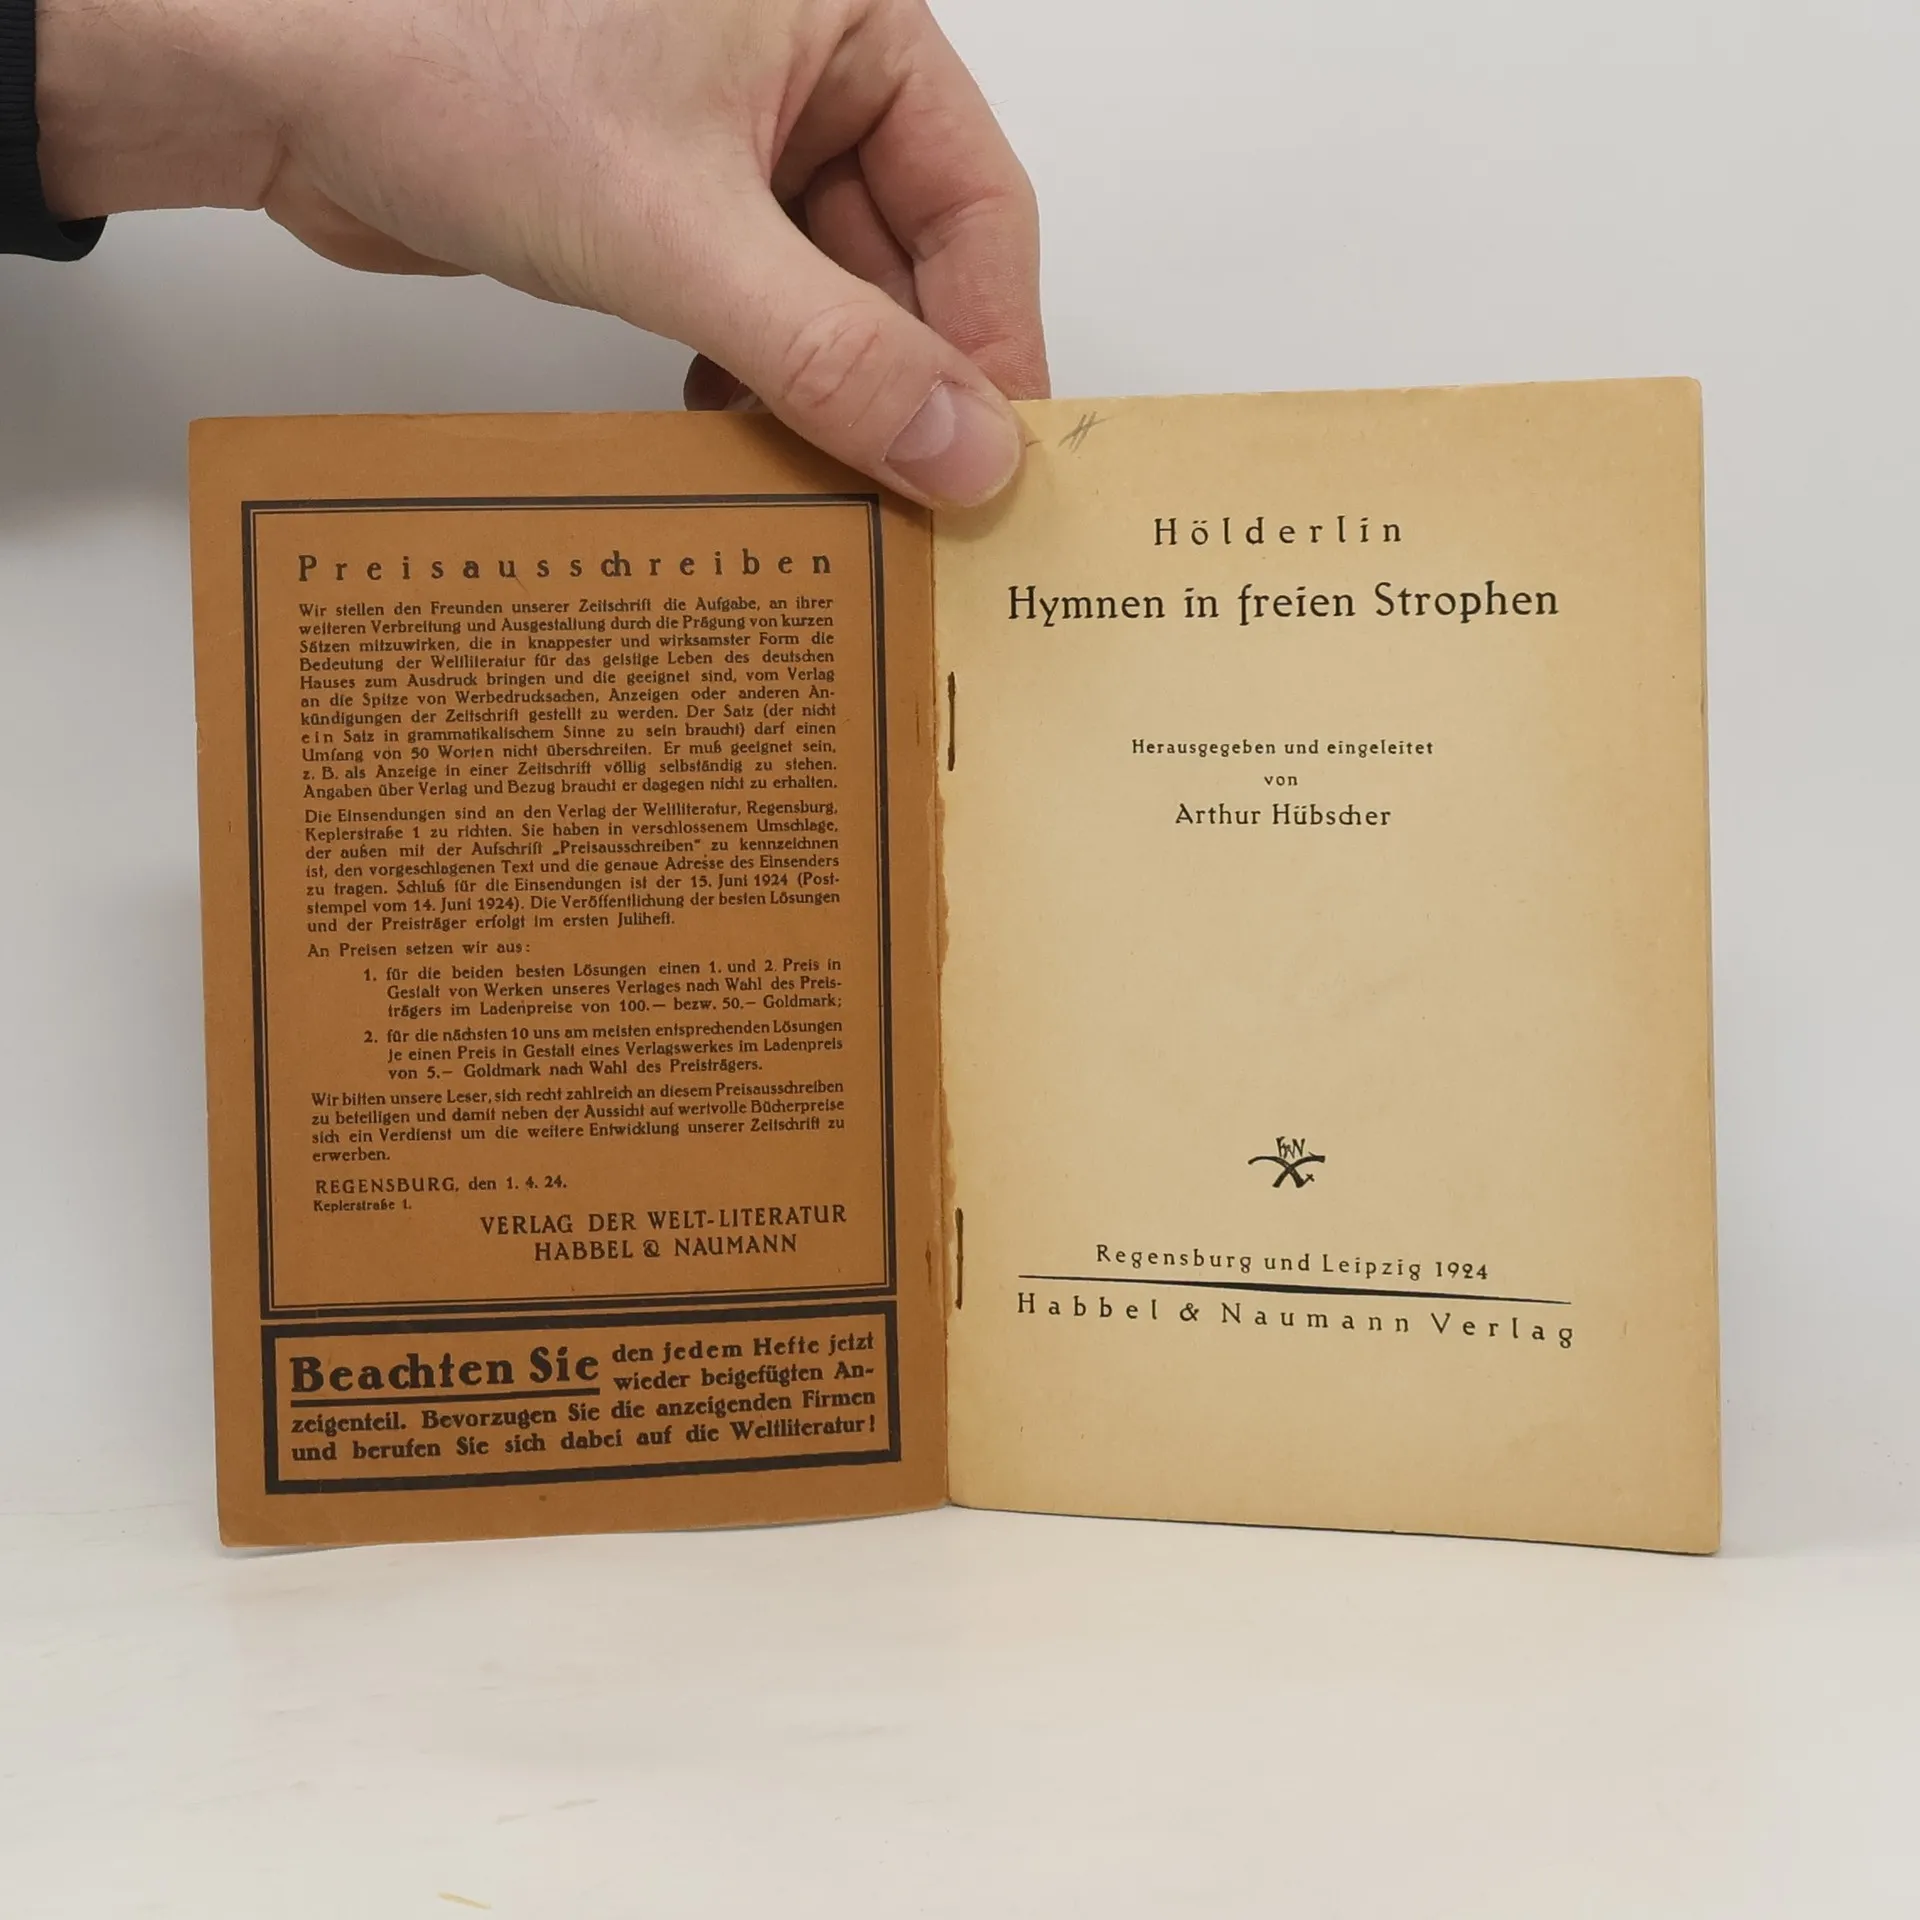 Preisausschreiben
Wir stellen den Freunden unserer Zeitschrift die Aufgabe, an ihrer
weiteren Verbreitung und Ausgestaltung durch die Prägung von kurzen
Sätzen mitzuwirken, die in knappester und wirksamster Form die
Bedeutung der Weltliteratur für das geistige Leben des deutschen
Hauses zum Ausdruck bringen und die geeignet sind, vom Verlag
an die Spitze von Werbedrucksachen, Anzeigen oder anderen An-
kündigungen der Zeitschrift gestellt zu werden. Der Satz (der nicht
ein Satz in grammatikalischem Sinne zu sein braucht) darf einen
Umfang von 50 Worten nicht überschreiten. Er muß geeignet sein,
z. B. als Anzeige in einer Zeitschrift völlig selbständig zu stehen.
Angaben über Verlag und Bezug braucht er dagegen nicht zu erhalten.
Die Einsendungen sind an den Verlag der Weltliteratur, Regensburg,
Keplerstraße 1 zu richten. Sie haben in verschlossenem Umschlage,
der außen mit der Aufschrift „Preisausschreiben“ zu kennzeichnen
ist, den vorgeschlagenen Text und die genaue Adresse des Einsenders
zu tragen. Schluß für die Einsendungen ist der 15. Juni 1924 (Post-
stempel vom 14. Juni 1924). Die Veröffentlichung der besten Lösungen
und der Preisträger erfolgt im ersten Juliheft.
An Preisen setzen wir aus:
1. für die beiden besten Lösungen einen 1. und 2. Preis in
Gestalt von Werken unseres Verlages nach Wahl des Preis-
trägers im Ladenpreise von 100.— bezw. 50.— Goldmark;
2. für die nächsten 10 uns am meisten entsprechenden Lösungen
je einen Preis in Gestalt eines Verlagswerkes im Ladenpreis
von 5.— Goldmark nach Wahl des Preisträgers.
Wir bitten unsere Leser, sich recht zahlreich an diesem Preisausschreiben
zu beteiligen und damit neben der Aussicht auf wertvolle Bücherpreise
sich ein Verdienst um die weitere Entwicklung unserer Zeitschrift zu
erwerben.
REGENSBURG, den 1. 4. 24.
Keplerstraße 1.
VERLAG DER WELT-LITERATUR
HABBEL & NAUMANN
Beachten Sie den jedem Hefte jetzt
wieder beigefügten An-
zeigenteil. Bevorzugen Sie die anzeigenden Firmen
und berufen Sie sich dabei auf die Weltliteratur!
Hölderlin
Hymnen in freien Strophen
Herausgegeben und eingeleitet
von
Arthur Hübscher
H&N
Regensburg und Leipzig 1924
Habbel & Naumann Verlag